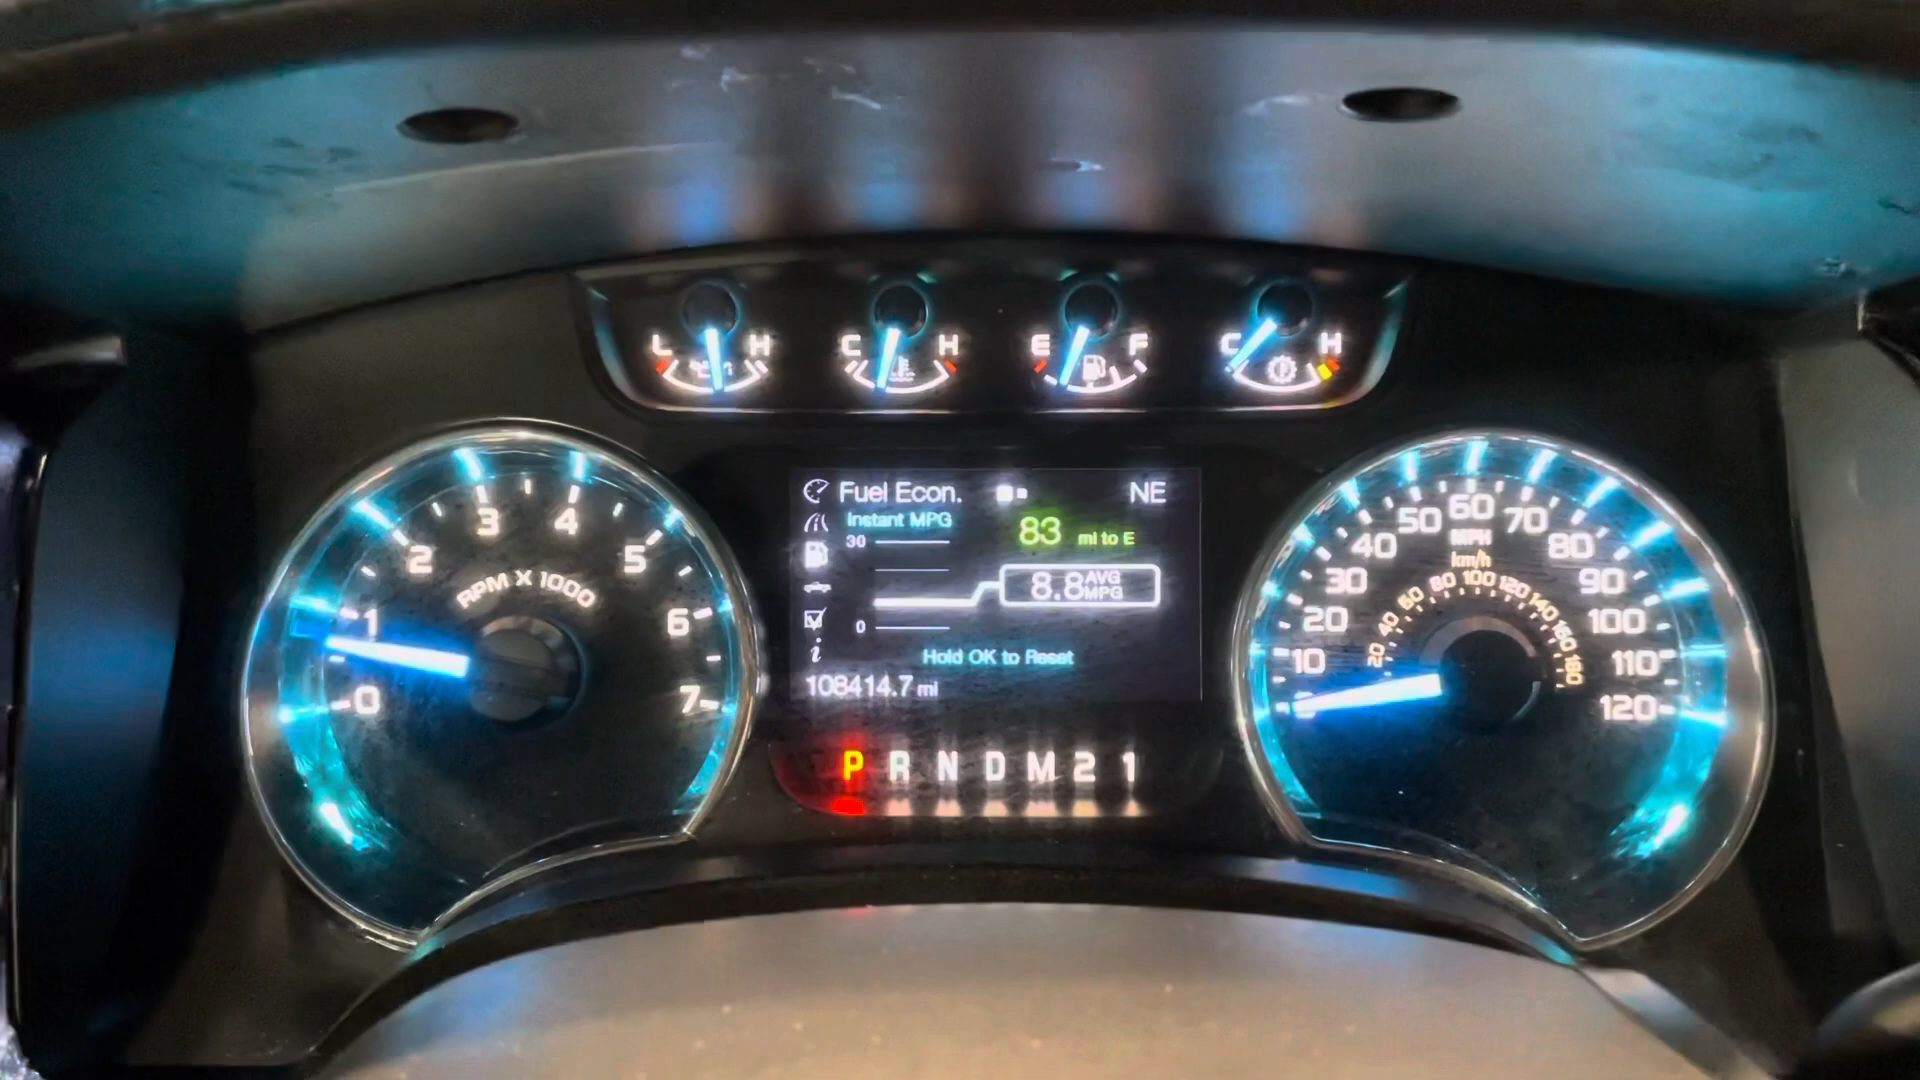 L H C H E F C H
Fuel Econ. NE
Instant MPG
30
83 mi to E
8.8 AVG MPG
0
Hold OK to Reset
108414.7 mi
P R N D M 2 1
0 1 2 3 4 5 6 7
RPM X 1000
10 20 30 40 50 60 70 80 90 100 110 120
MPH
km/h
20 40 60 80 100 120 140 160 180